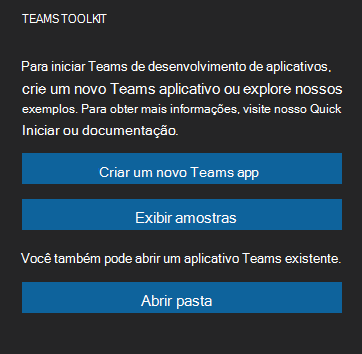 TEAMS TOOLKIT
Para iniciar Teams de desenvolvimento de aplicativos,
crie um novo Teams aplicativo ou explore nossos
exemplos. Para obter mais informações, visite nosso Quick
Iniciar ou documentação.
Criar um novo Teams app
Exibir amostras
Você também pode abrir um aplicativo Teams existente.
Abrir pasta